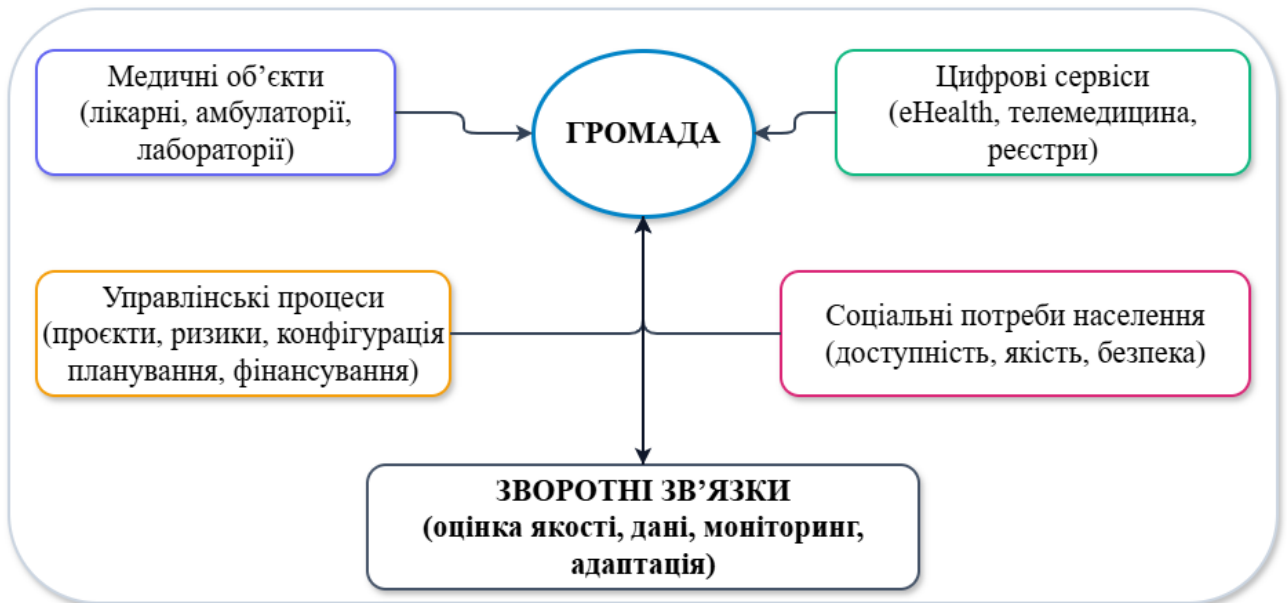 Медичні об’єкти
(лікарні, амбулаторії,
лабораторії)
ГРОМАДА
Цифрові сервіси
(eHealth, телемедицина,
реєстри)
Управлінські процеси
(проєкти, ризики, конфігурація
планування, фінансування)
Соціальні потреби населення
(доступність, якість, безпека)
ЗВОРОТНІ ЗВ’ЯЗКИ
(оцінка якості, дані, моніторинг,
адаптація)